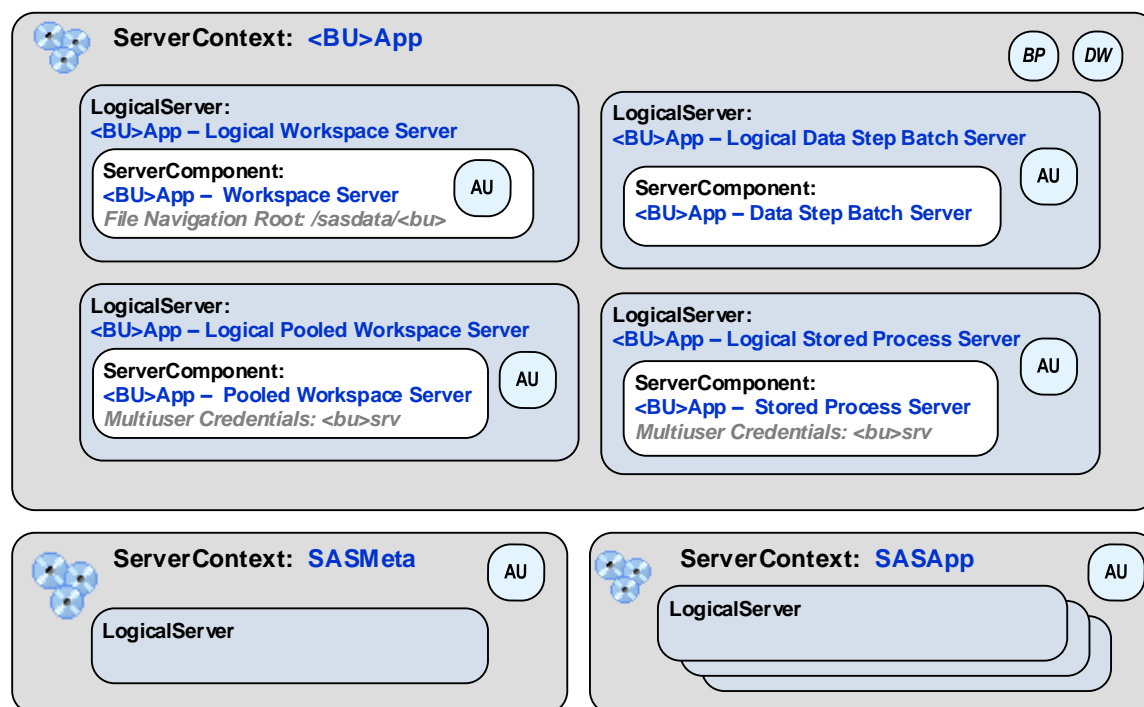 ServerContext: <BU>App
BP
DW
LogicalServer:
<BU>App – Logical Workspace Server
ServerComponent:
<BU>App – Workspace Server
File Navigation Root: /sasdata/<bu>
AU
LogicalServer:
<BU>App – Logical Data Step Batch Server
AU
ServerComponent:
<BU>App – Data Step Batch Server
LogicalServer:
<BU>App – Logical Pooled Workspace Server
ServerComponent:
<BU>App – Pooled Workspace Server
Multiuser Credentials: <bu>srv
AU
LogicalServer:
<BU>App – Logical Stored Process Server
AU
ServerComponent:
<BU>App – Stored Process Server
Multiuser Credentials: <bu>srv
ServerContext: SASMeta
AU
LogicalServer
ServerContext: SASApp
AU
LogicalServer